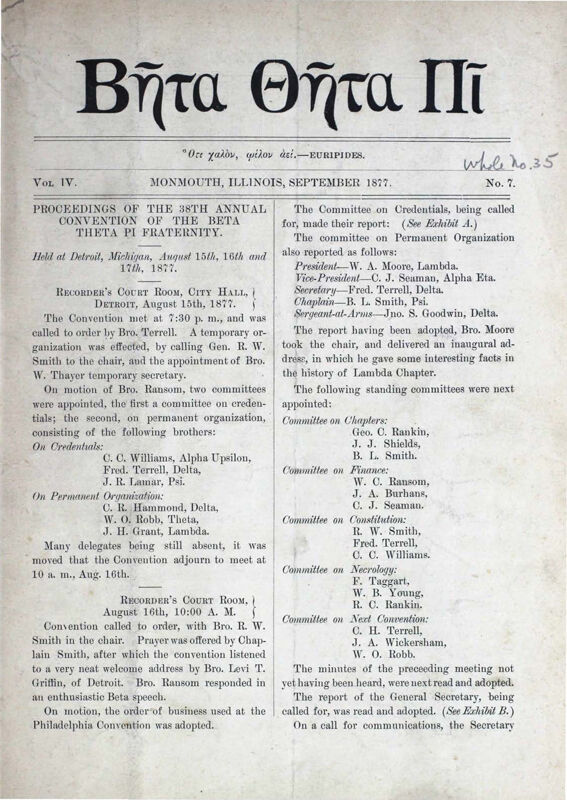 Βῆτα Θῆτα Πῖ
"Οτι χαλὸν, φίλον ἀεί.—EURIPIDES.
Whole No. 35
VOL IV. MONMOUTH, ILLINOIS, SEPTEMBER 1877. No. 7.
PROCEEDINGS OF THE 38TH ANNUAL
CONVENTION OF THE BETA
THETA PI FRATERNITY.
Held at Detroit, Michigan, August 15th, 16th and
17th, 1877.
RECORDER'S COURT ROOM, CITY HALL, }
DETROIT, August 15th, 1877. }
The Convention met at 7:30 p. m., and was
called to order by Bro. Terrell. A temporary or-
ganization was effected, by calling Gen. R. W.
Smith to the chair, and the appointment of Bro.
W. Thayer temporary secretary.
On motion of Bro. Ransom, two committees
were appointed, the first a committee on creden-
tials; the second, on permanent organization,
consisting of the following brothers:
On Credentials:
C. C. Williams, Alpha Upsilon,
Fred. Terrell, Delta,
J. R. Lamar, Psi.
On Permanent Organization:
C. R. Hammond, Delta,
W. O. Robb, Theta,
J. H. Grant, Lambda.
Many delegates being still absent, it was
moved that the Convention adjourn to meet at
10 a. m., Aug. 16th.
RECORDER'S COURT ROOM, }
August 16th, 10:00 A. M. }
Convention called to order, with Bro. R. W.
Smith in the chair. Prayer was offered by Chap-
lain Smith, after which the convention listened
to a very neat welcome address by Bro. Levi T.
Griffin, of Detroit. Bro. Ransom responded in
an enthusiastic Beta speech.
On motion, the order of business used at the
Philadelphia Convention was adopted.
The Committee on Credentials, being called
for, made their report: (See Exhibit A.)
The committee on Permanent Organization
also reported as follows:
President—W. A. Moore, Lambda.
Vice-President—C. J. Seaman, Alpha Eta.
Secretary—Fred. Terrell, Delta.
Chaplain—B. L. Smith, Psi.
Sergeant-at-Arms—Jno. S. Goodwin, Delta.
The report having been adopted, Bro. Moore
took the chair, and delivered an inaugural ad-
dress, in which he gave some interesting facts in
the history of Lambda Chapter.
The following standing committees were next
appointed:
Committee on Chapters:
Geo. C. Rankin,
J. J. Shields,
B. L. Smith.
Committee on Finance:
W. C. Ransom,
J. A. Burhans,
C. J. Seaman.
Committee on Constitution:
R. W. Smith,
Fred. Terrell,
C. C. Williams.
Committee on Necrology:
F. Taggart,
W. B. Young,
R. C. Rankin.
Committee on Next Convention:
C. H. Terrell,
J. A. Wickersham,
W. O. Robb.
The minutes of the preceeding meeting not
yet having been heard, were next read and adopted.
The report of the General Secretary, being
called for, was read and adopted. (See Exhibit B.)
On a call for communications, the Secretary